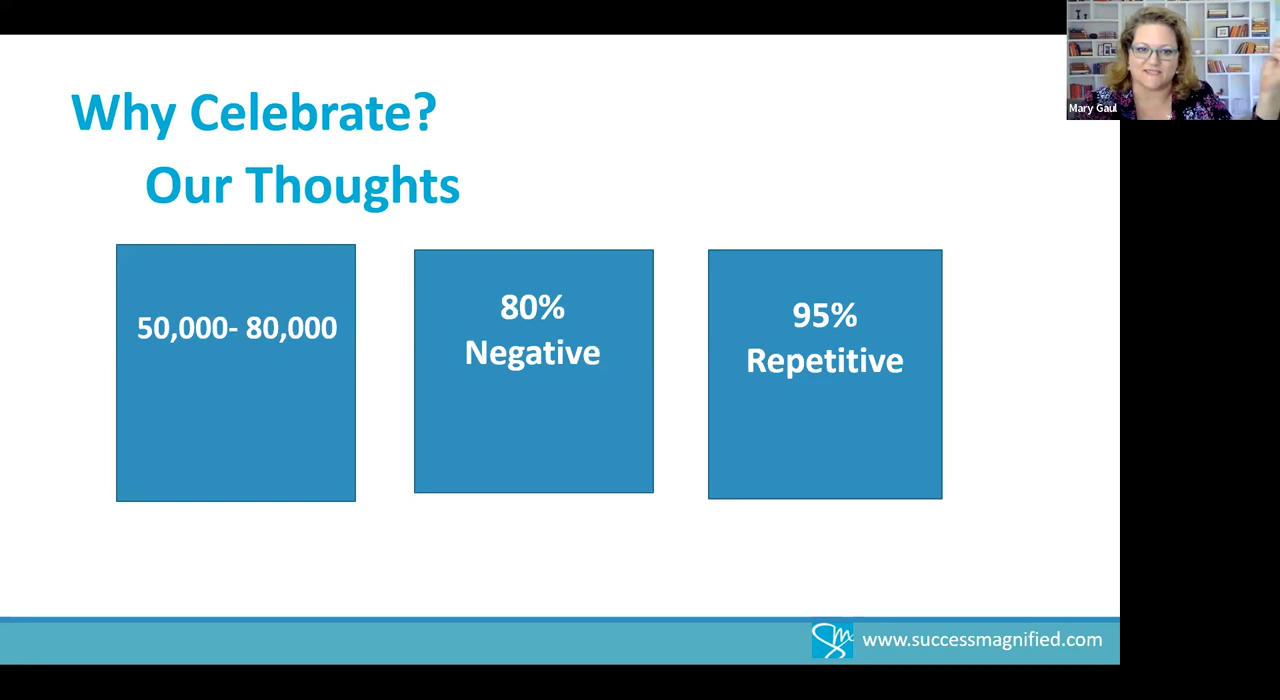 Why Celebrate?
Our Thoughts
50,000- 80,000
80%
Negative
95%
Repetitive
Mary Gaul
www.successmagnified.com